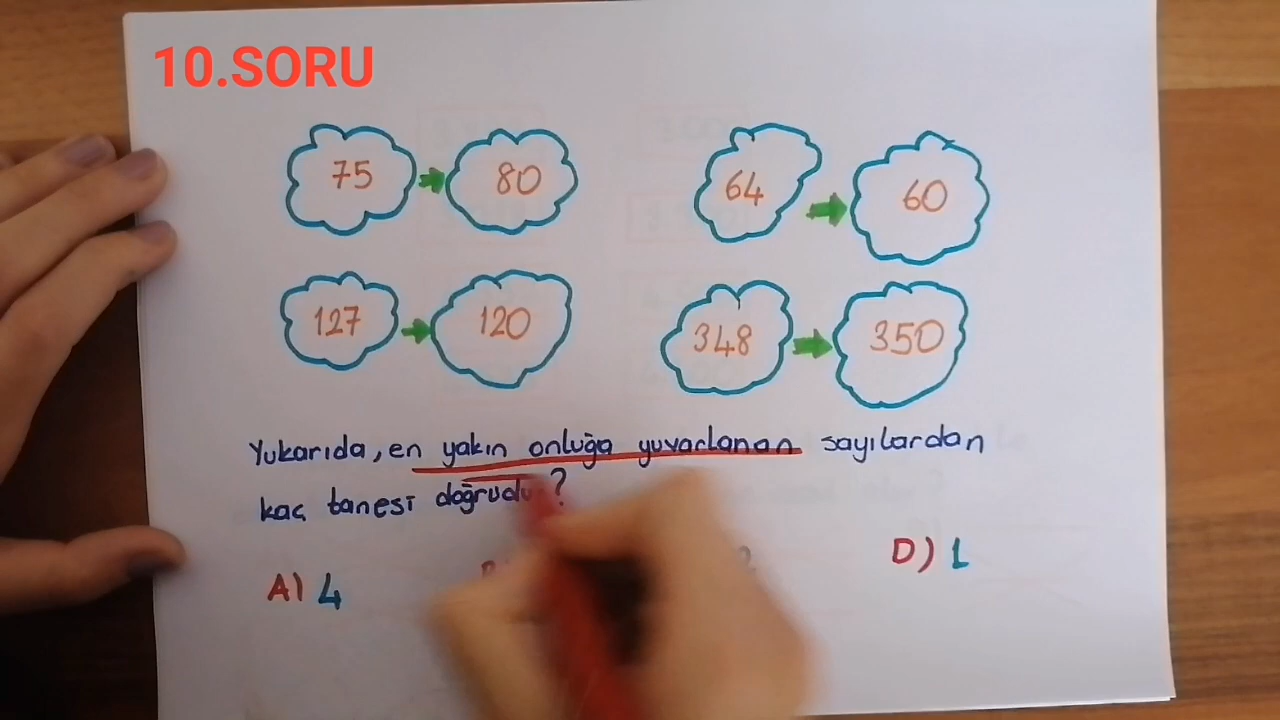 10.SORU
75 80 64 60
127 120 348 350
Yukarıda, en yakın onluğa yuvarlanan sayılardan
kaç tanesi doğrudur?
A) 4 D) 1